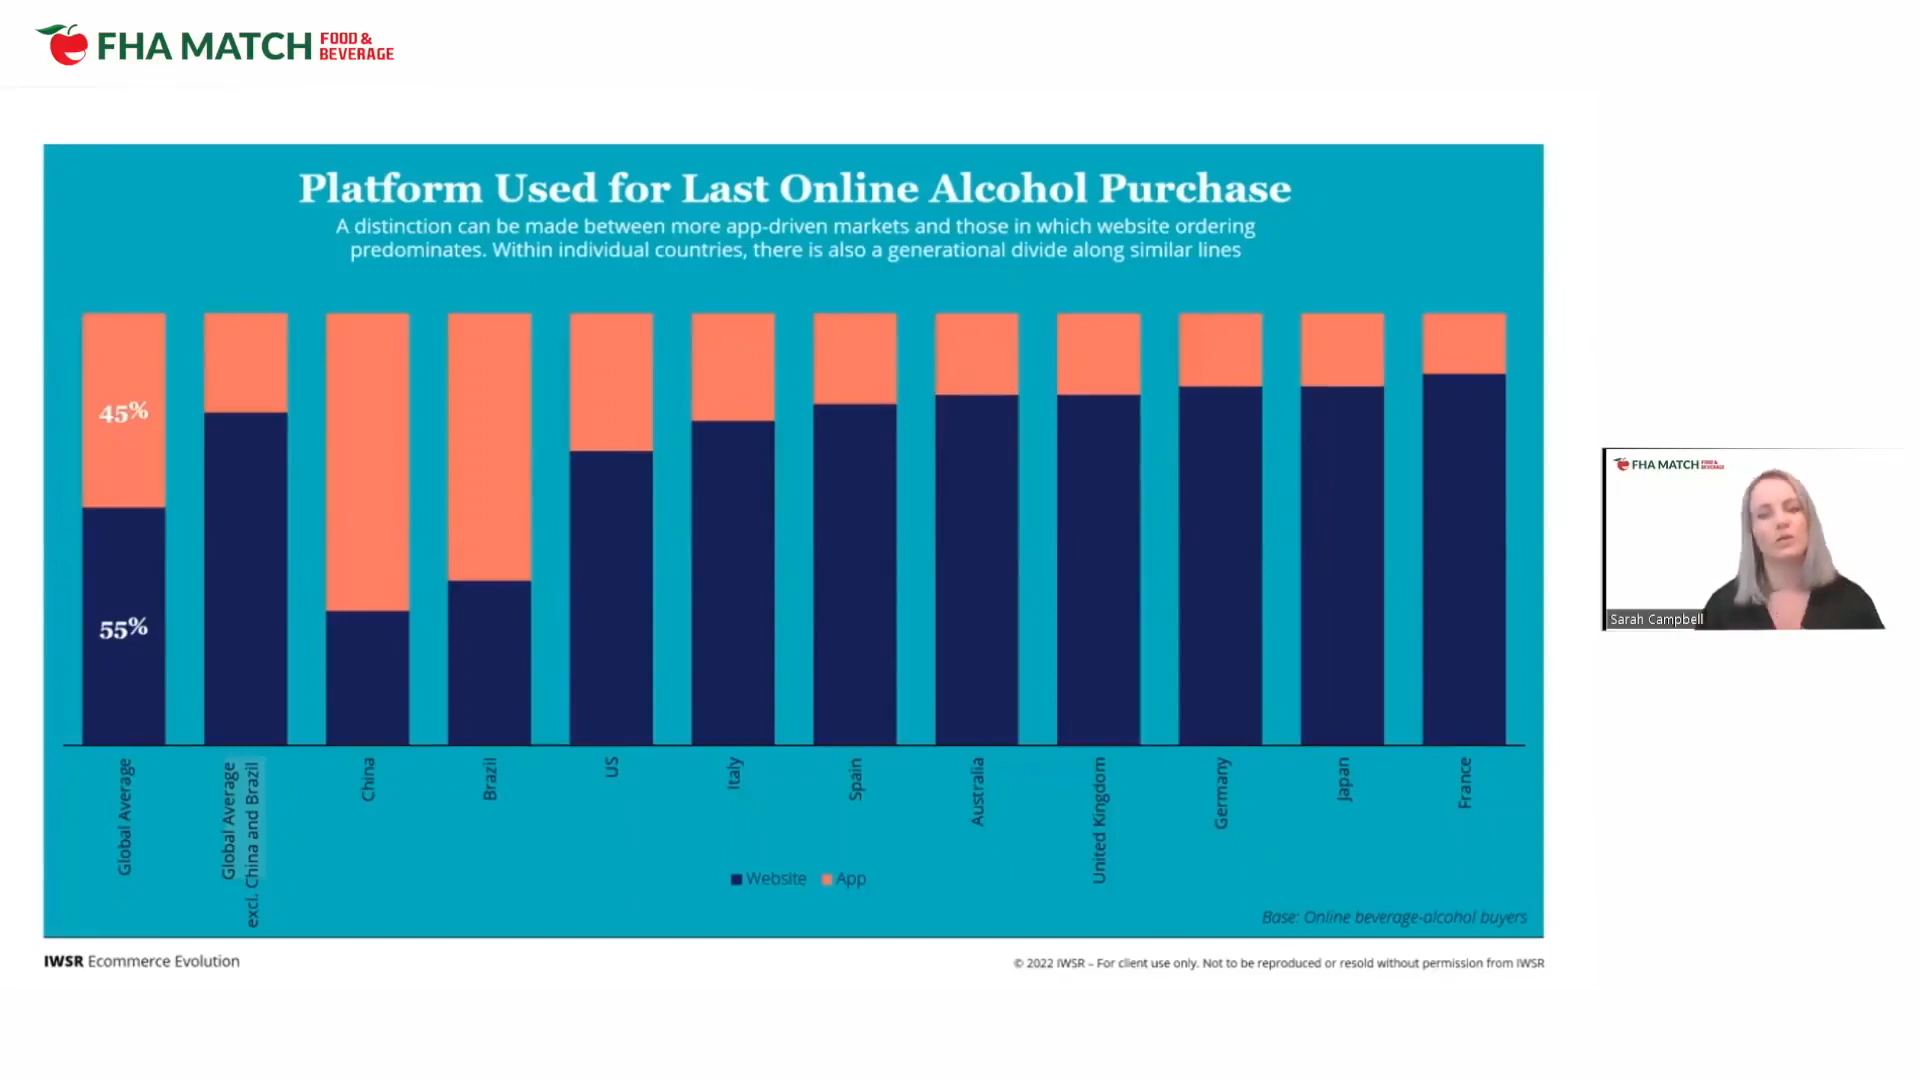 FHA MATCH FOOD &
BEVERAGE
Platform Used for Last Online Alcohol Purchase
A distinction can be made between more app-driven markets and those in which website ordering
predominates. Within individual countries, there is also a generational divide along similar lines
45%
55%
Global Average
Global Average
excl. China and Brazil
China
Brazil
US
Italy
Spain
Australia
United Kingdom
Germany
Japan
France
Website App
Base: Online beverage-alcohol buyers
IWSR Ecommerce Evolution
© 2022 IWSR – For client use only. Not to be reproduced or resold without permission from IWSR
FHA MATCH FOOD &
BEVERAGE
Sarah Campbell